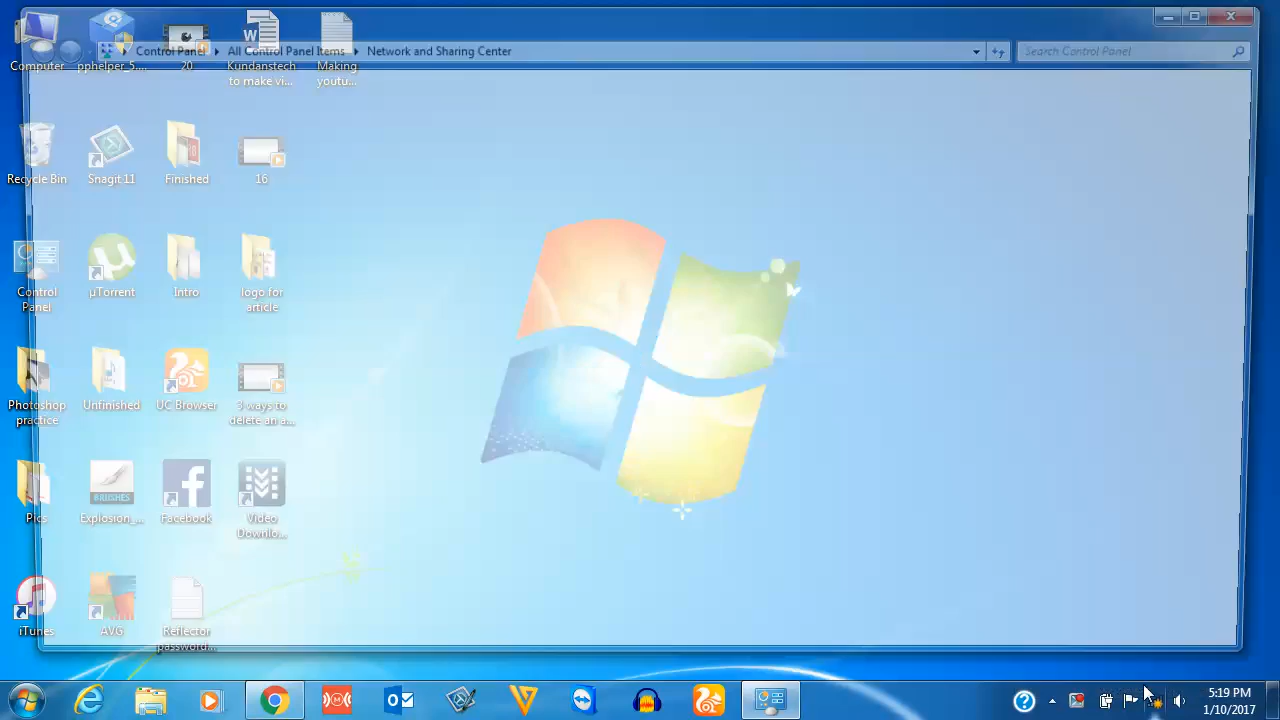 Control Panel All Control Panel Items Network and Sharing Center Search Control Panel
Computer
pphelper_5....
20
Kundanstech
to make vi...
Making
youtu...
Recycle Bin
Snagit 11
Finished
16
Control
Panel
µTorrent
Intro
logo for
article
Photoshop
practice
Unfinished
UC Browser
3 ways to
delete an a...
Pics
BRUSHES
Explosion_...
Facebook
Video
Downlo...
iTunes
AVG
Reflector
password...
5:19 PM
1/10/2017